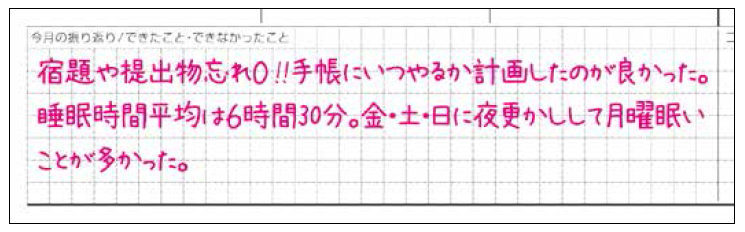 今月の振り返り/できたこと・できなかったこと
宿題や提出物忘れ0!!手帳にいつやるか計画したのが良かった。
睡眠時間平均は6時間30分。金・土・日に夜更かしして月曜眠い
ことが多かった。